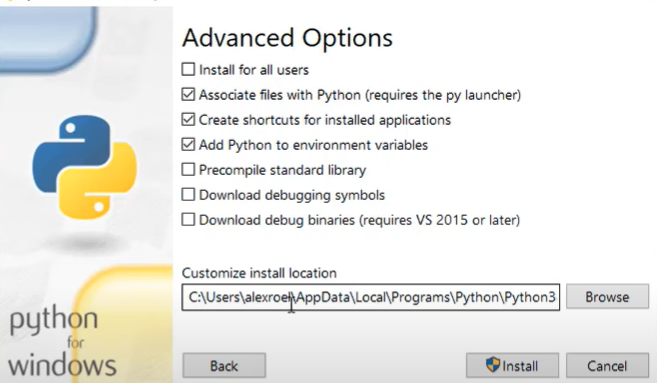 Advanced Options
Install for all users
Associate files with Python (requires the py launcher)
Create shortcuts for installed applications
Add Python to environment variables
Precompile standard library
Download debugging symbols
Download debug binaries (requires VS 2015 or later)
Customize install location
C:\Users\alexroel\AppData\Local\Programs\Python\Python3
Browse
python
for
windows
Back
Install
Cancel